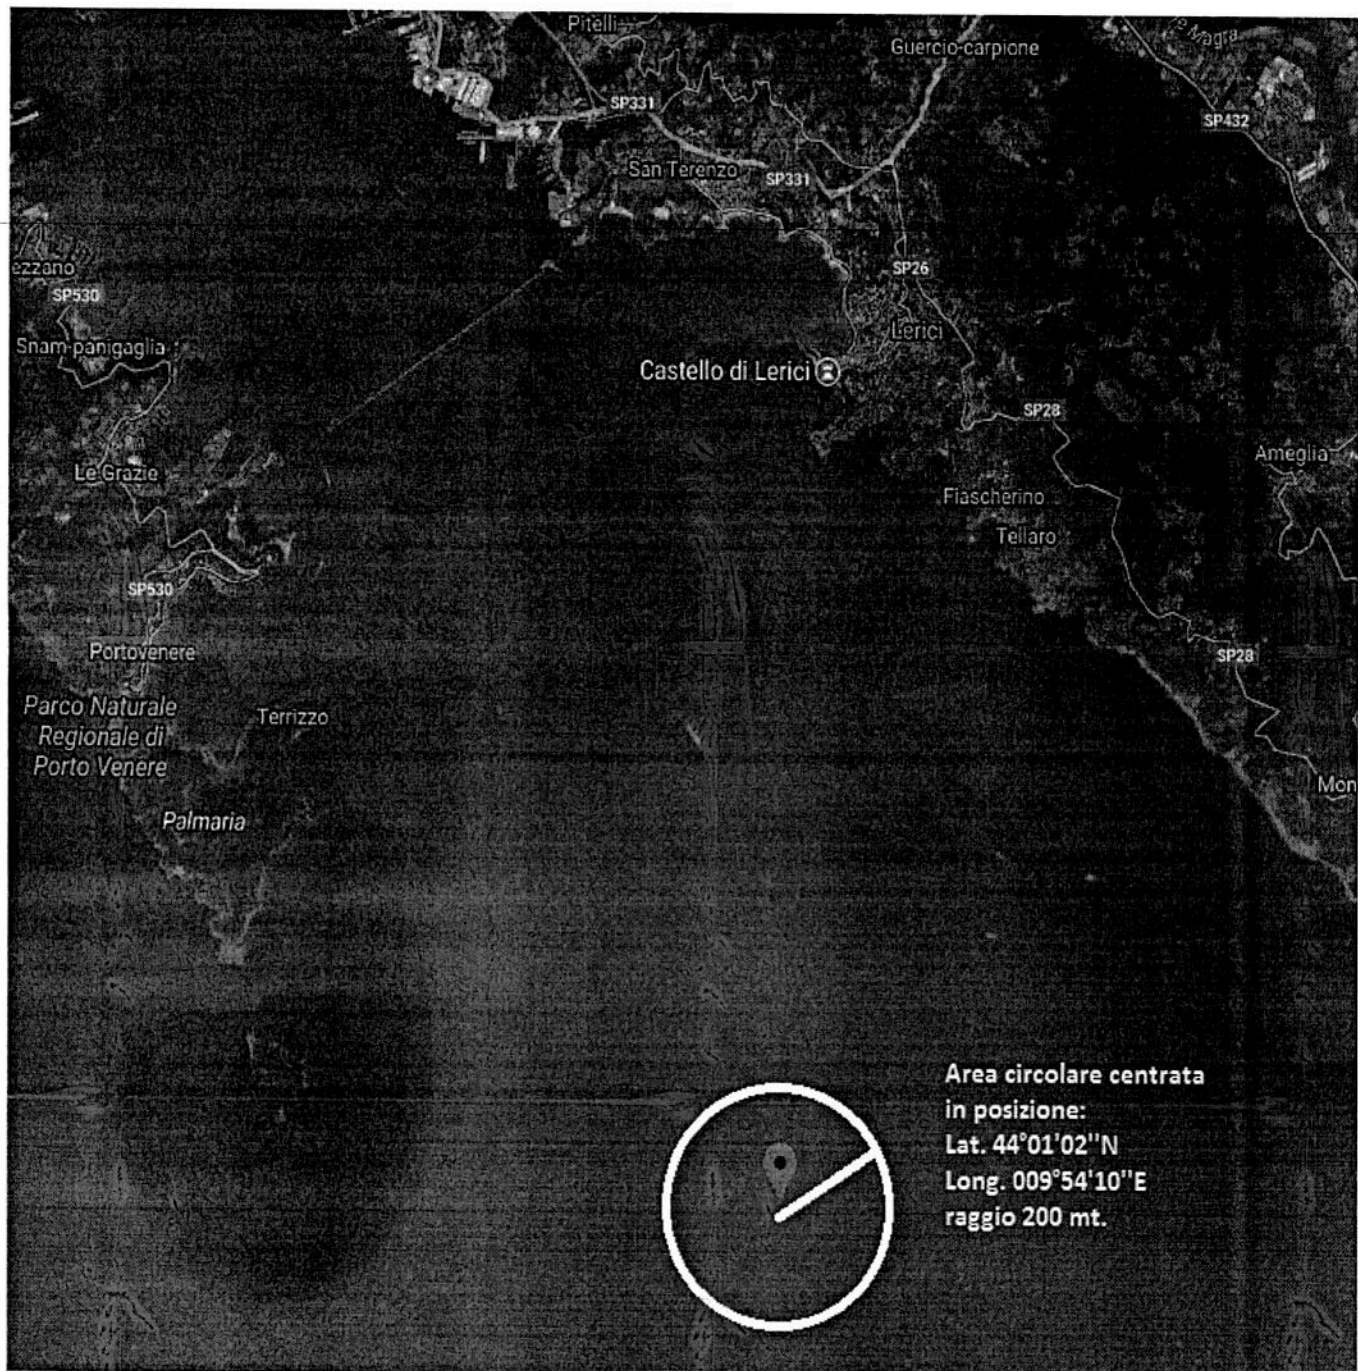 Pitelli
Guercio-carpione
e Magra
SP331
SP432
San Terenzo
SP331
ezzano
SP26
SP530
Lerici
Snam-panigaglia
Castello di Lerici
SP28
Ameglia
Le Grazie
Fiascherino
Tellaro
SP530
Portovenere
SP28
Parco Naturale
Regionale di
Porto Venere
Terrizzo
Mon
Palmaria
Area circolare centrata
in posizione:
Lat. 44°01'02''N
Long. 009°54'10''E
raggio 200 mt.